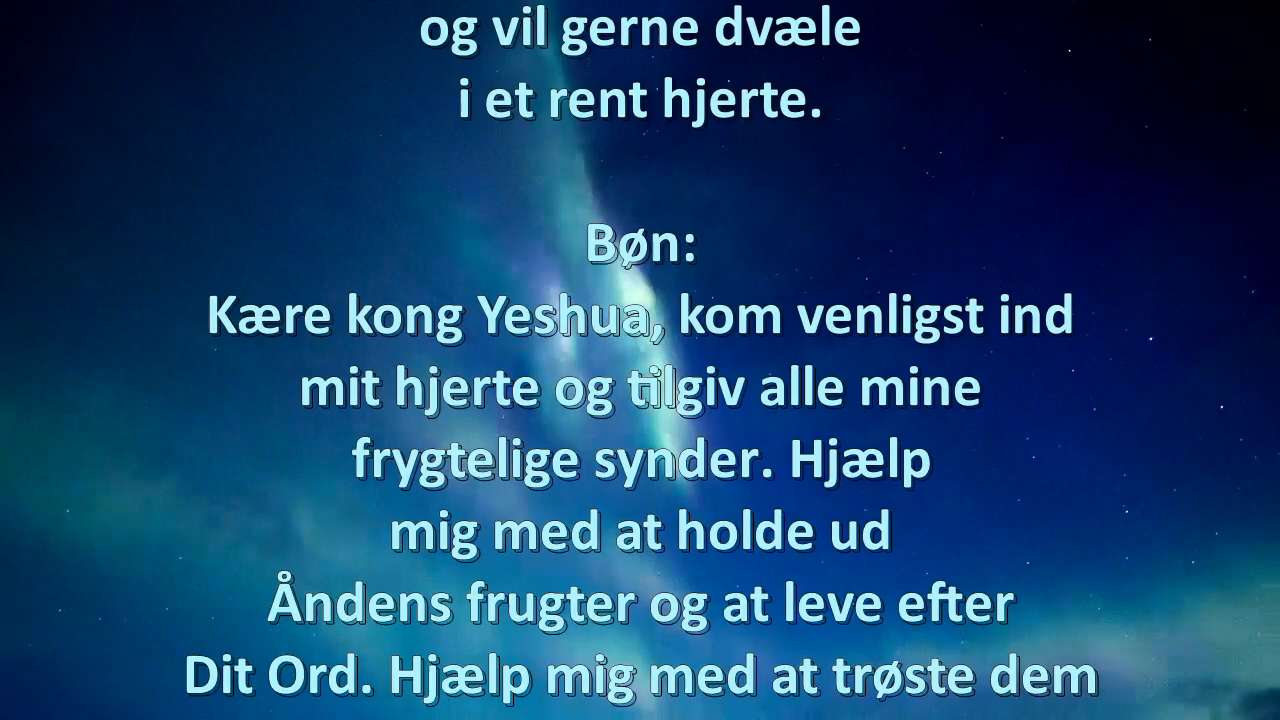 og vil gerne dvæle
i et rent hjerte.
Bøn:
Kære kong Yeshua, kom venligst ind
mit hjerte og tilgiv alle mine
frygtelige synder. Hjælp
mig med at holde ud
Åndens frugter og at leve efter
Dit Ord. Hjælp mig med at trøste dem